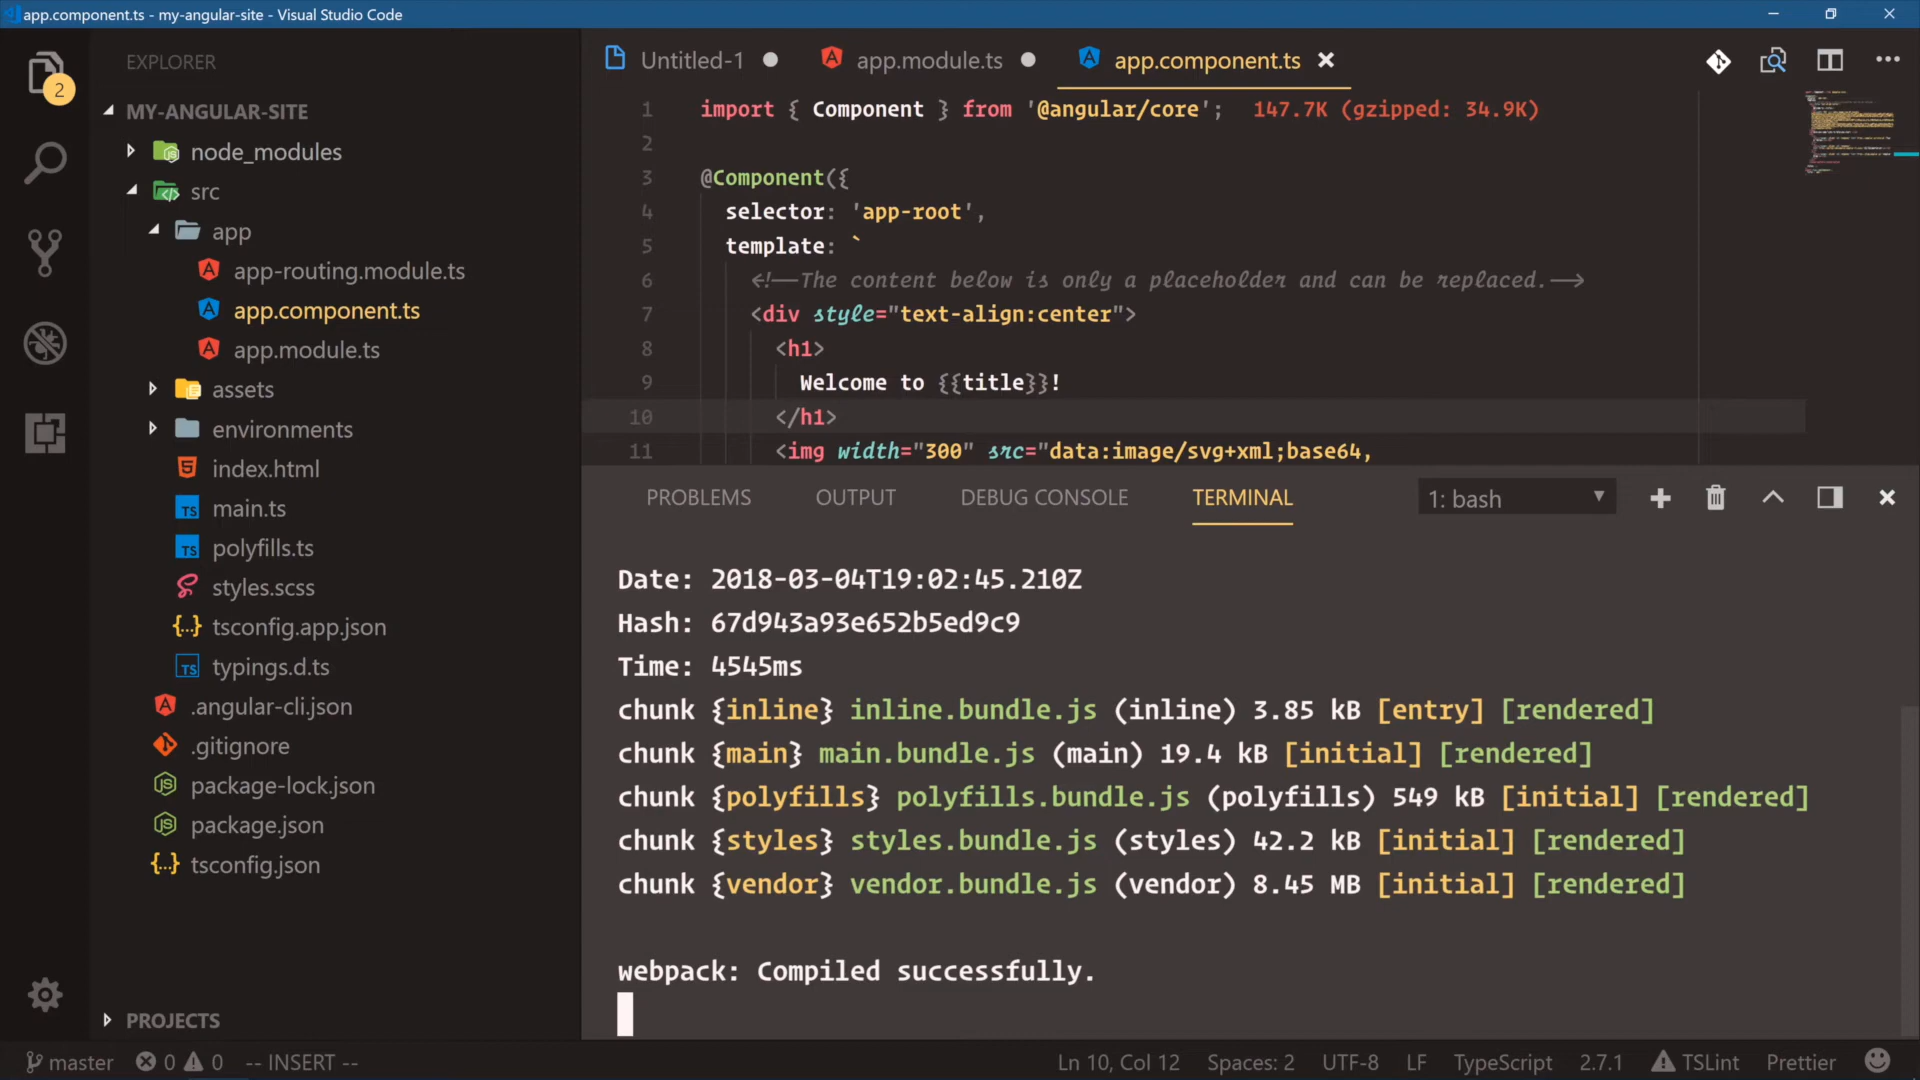 app.component.ts - my-angular-site - Visual Studio Code
2
EXPLORER
MY-ANGULAR-SITE
node_modules
src
app
app-routing.module.ts
app.component.ts
app.module.ts
assets
environments
index.html
main.ts
polyfills.ts
styles.scss
tsconfig.app.json
typings.d.ts
.angular-cli.json
.gitignore
package-lock.json
package.json
tsconfig.json
PROJECTS
Untitled-1
app.module.ts
app.component.ts
1 import { Component } from '@angular/core'; 147.7K (gzipped: 34.9K)
2
3 @Component({
4 selector: 'app-root',
5 template: `
6 <!--The content below is only a placeholder and can be replaced.-->
7 <div style="text-align:center">
8 <h1>
9 Welcome to {{title}}!
10 </h1>
11 <img width="300" src="data:image/svg+xml;base64,
PROBLEMS OUTPUT DEBUG CONSOLE TERMINAL 1: bash
Date: 2018-03-04T19:02:45.210Z
Hash: 67d943a93e652b5ed9c9
Time: 4545ms
chunk {inline} inline.bundle.js (inline) 3.85 kB [entry] [rendered]
chunk {main} main.bundle.js (main) 19.4 kB [initial] [rendered]
chunk {polyfills} polyfills.bundle.js (polyfills) 549 kB [initial] [rendered]
chunk {styles} styles.bundle.js (styles) 42.2 kB [initial] [rendered]
chunk {vendor} vendor.bundle.js (vendor) 8.45 MB [initial] [rendered]
webpack: Compiled successfully.
master 0 0 -- INSERT -- Ln 10, Col 12 Spaces: 2 UTF-8 LF TypeScript 2.7.1 TSLint Prettier